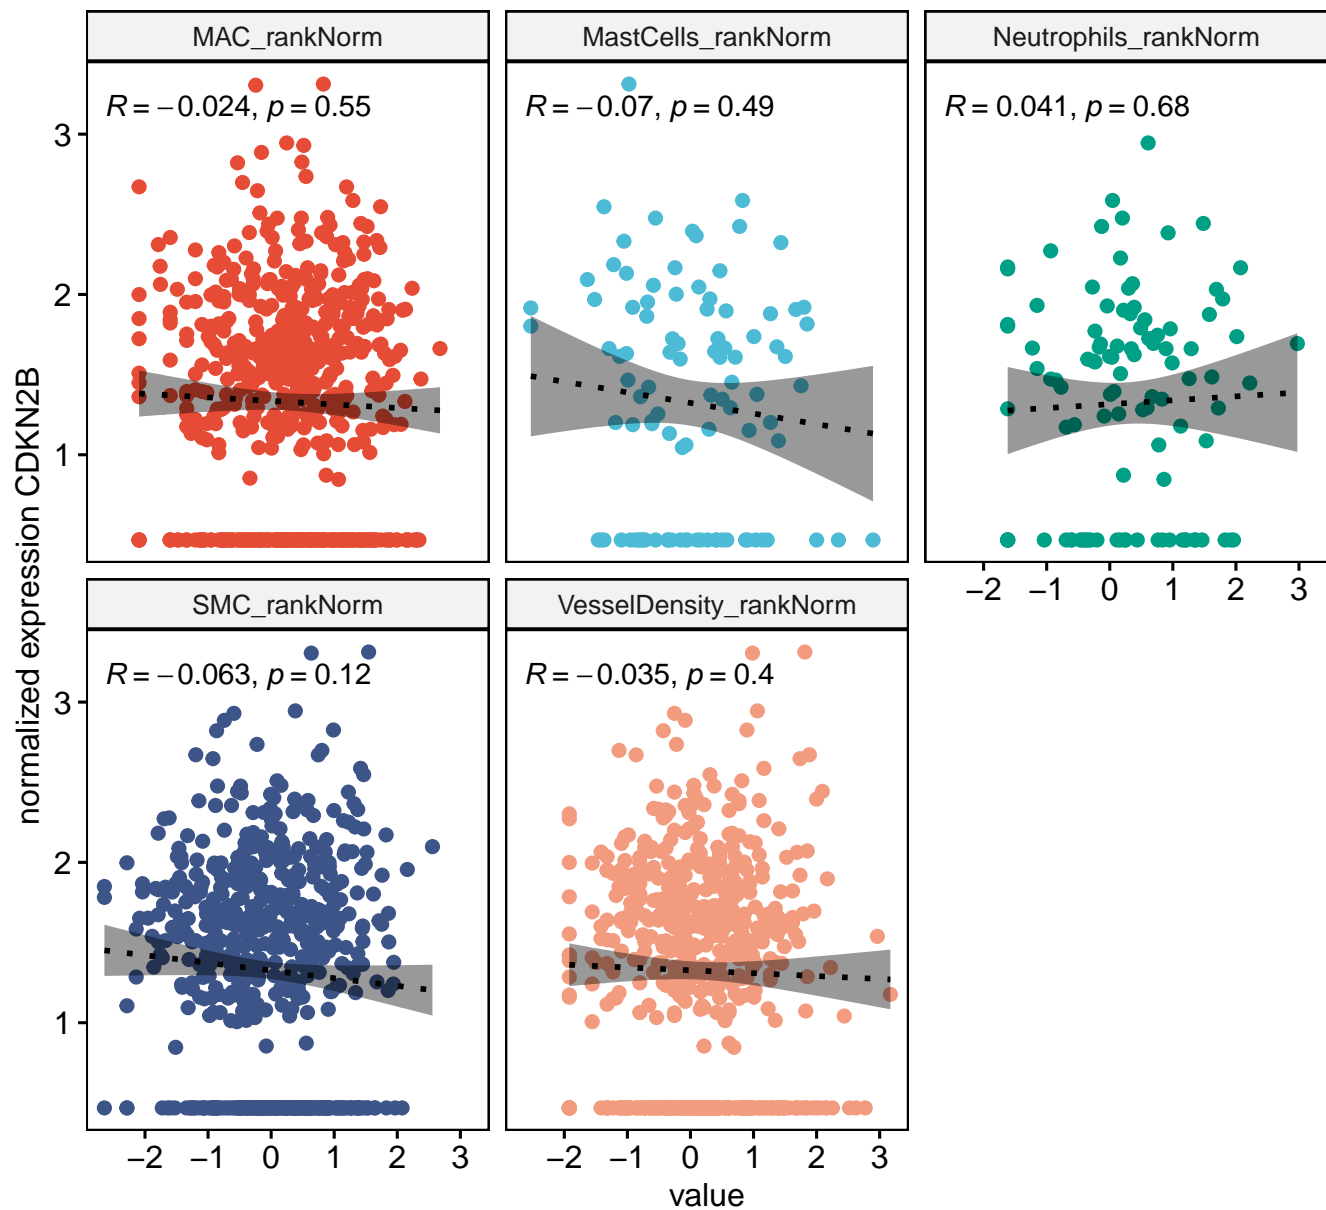 MAC_rankNorm
MastCells_rankNorm
Neutrophils_rankNorm
R = −0.024, p = 0.55
R = −0.07, p = 0.49
R = 0.041, p = 0.68
3
2
1
−2 −1 0 1 2 3
SMC_rankNorm
VesselDensity_rankNorm
R = −0.063, p = 0.12
R = −0.035, p = 0.4
3
2
1
−2 −1 0 1 2 3
−2 −1 0 1 2 3
value
normalized expression CDKN2B